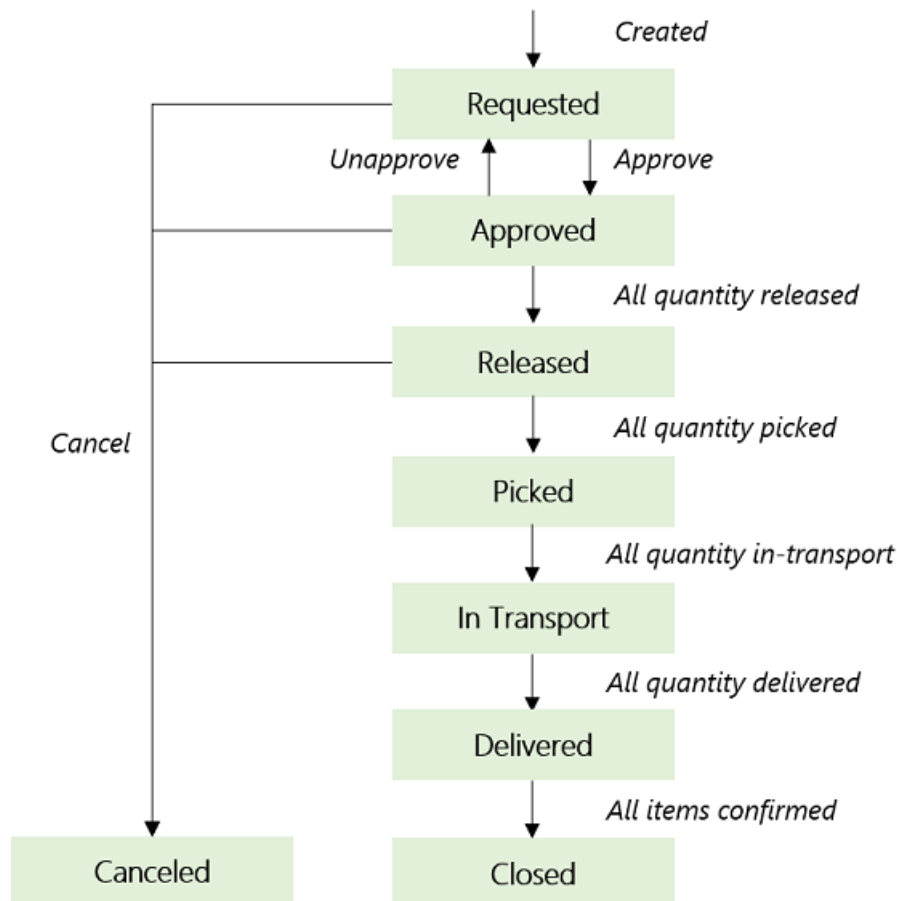 Created
Requested
Unapprove
Approve
Approved
All quantity released
Released
Cancel
All quantity picked
Picked
All quantity in-transport
In Transport
All quantity delivered
Delivered
All items confirmed
Canceled
Closed